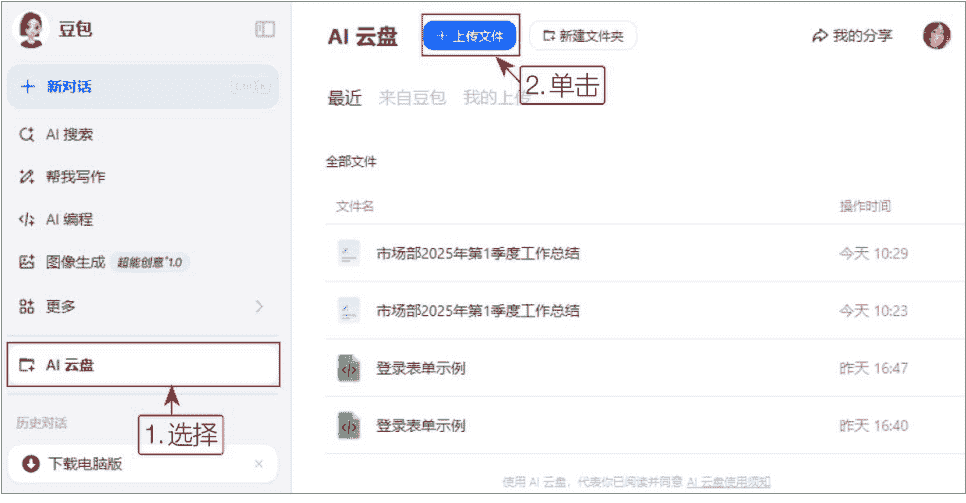 豆包
新对话
AI 搜索
帮我写作
AI 编程
图像生成 超能创意*1.0
更多
AI 云盘
1.选择
历史对话
下载电脑版
AI 云盘 + 上传文件 新建文件夹 我的分享
2.单击
最近 来自豆包 我的上传
全部文件
文件名 操作时间
市场部2025年第1季度工作总结 今天 10:29
市场部2025年第1季度工作总结 今天 10:23
登录表单示例 昨天 16:47
登录表单示例 昨天 16:40
使用 AI 云盘，代表你已阅读并同意 AI 云盘使用须知